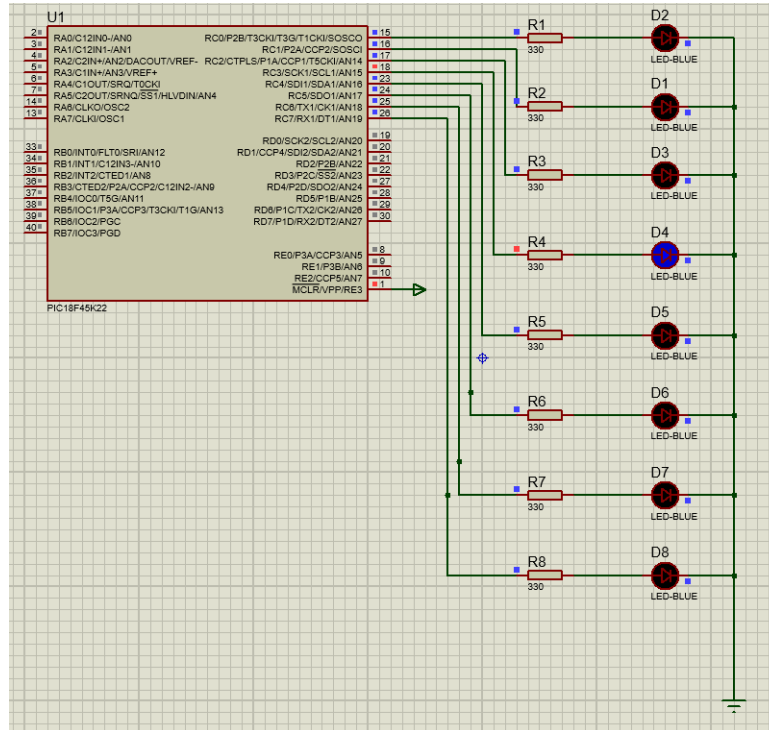 U1
2 RA0/C12IN0-/AN0
3 RA1/C12IN1-/AN1
4 RA2/C2IN+/AN2/DACOUT/VREF-
5 RA3/C1IN+/AN3/VREF+
6 RA4/C1OUT/SRQ/T0CKI
7 RA5/C2OUT/SRNQ/SS1/HLVDIN/AN4
14 RA6/CLKO/OSC2
13 RA7/CLKI/OSC1
33 RB0/INT0/FLT0/SRI/AN12
34 RB1/INT1/C12IN3-/AN10
35 RB2/INT2/CTED1/AN8
36 RB3/CTED2/P2A/CCP2/C12IN2-/AN9
37 RB4/IOC0/T5G/AN11
38 RB5/IOC1/P3A/CCP3/T3CKI/T1G/AN13
39 RB6/IOC2/PGC
40 RB7/IOC3/PGD
RC0/P2B/T3CKI/T3G/T1CKI/SOSCO 15
RC1/P2A/CCP2/SOSCI 16
RC2/CTPLS/P1A/CCP1/T5CKI/AN14 17
RC3/SCK1/SCL1/AN15 18
RC4/SDI1/SDA1/AN16 23
RC5/SDO1/AN17 24
RC6/TX1/CK1/AN18 25
RC7/RX1/DT1/AN19 26
RD0/SCK2/SCL2/AN20 19
RD1/CCP4/SDI2/SDA2/AN21 20
RD2/P2B/AN22 21
RD3/P2C/SS2/AN23 22
RD4/P2D/SDO2/AN24 27
RD5/P1B/AN25 28
RD6/P1C/TX2/CK2/AN26 29
RD7/P1D/RX2/DT2/AN27 30
RE0/P3A/CCP3/AN5 8
RE1/P3B/AN6 9
RE2/CCP5/AN7 10
MCLR/VPP/RE3 1
PIC18F45K22
R1
330
D2
LED-BLUE
R2
330
D1
LED-BLUE
R3
330
D3
LED-BLUE
R4
330
D4
LED-BLUE
R5
330
D5
LED-BLUE
R6
330
D6
LED-BLUE
R7
330
D7
LED-BLUE
R8
330
D8
LED-BLUE